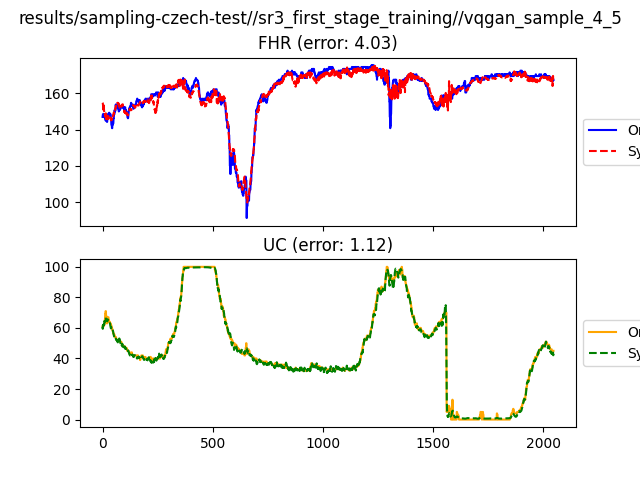 results/sampling-czech-test//sr3_first_stage_training//vqgan_sample_4_5
FHR (error: 4.03)
160
140
120
100
Or
Sy
UC (error: 1.12)
100
80
60
40
20
0
Or
Sy
0 500 1000 1500 2000